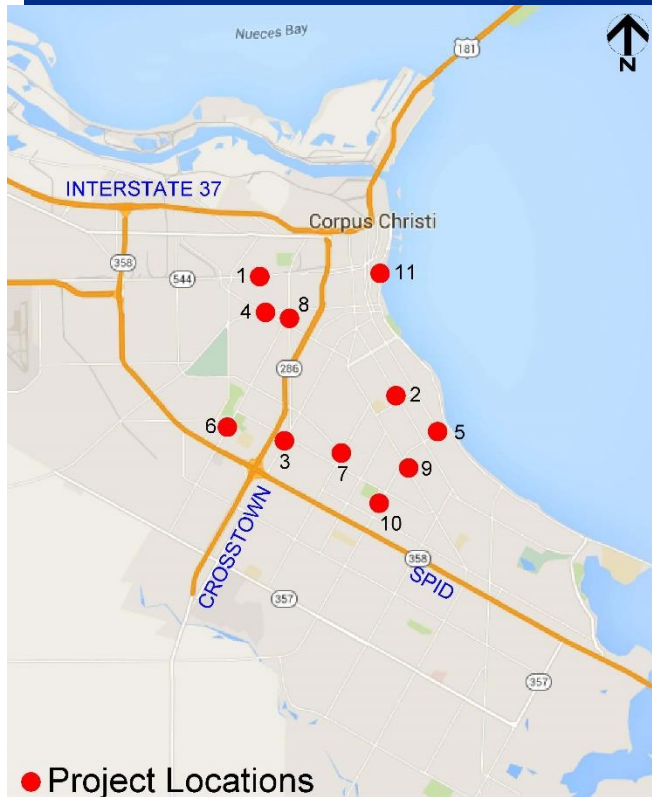 Nueces Bay
N
181
INTERSTATE 37
Corpus Christi
358
544
1
11
4
8
286
2
6
5
3
7
9
10
CROSSTOWN
358
SPID
357
357
Project Locations